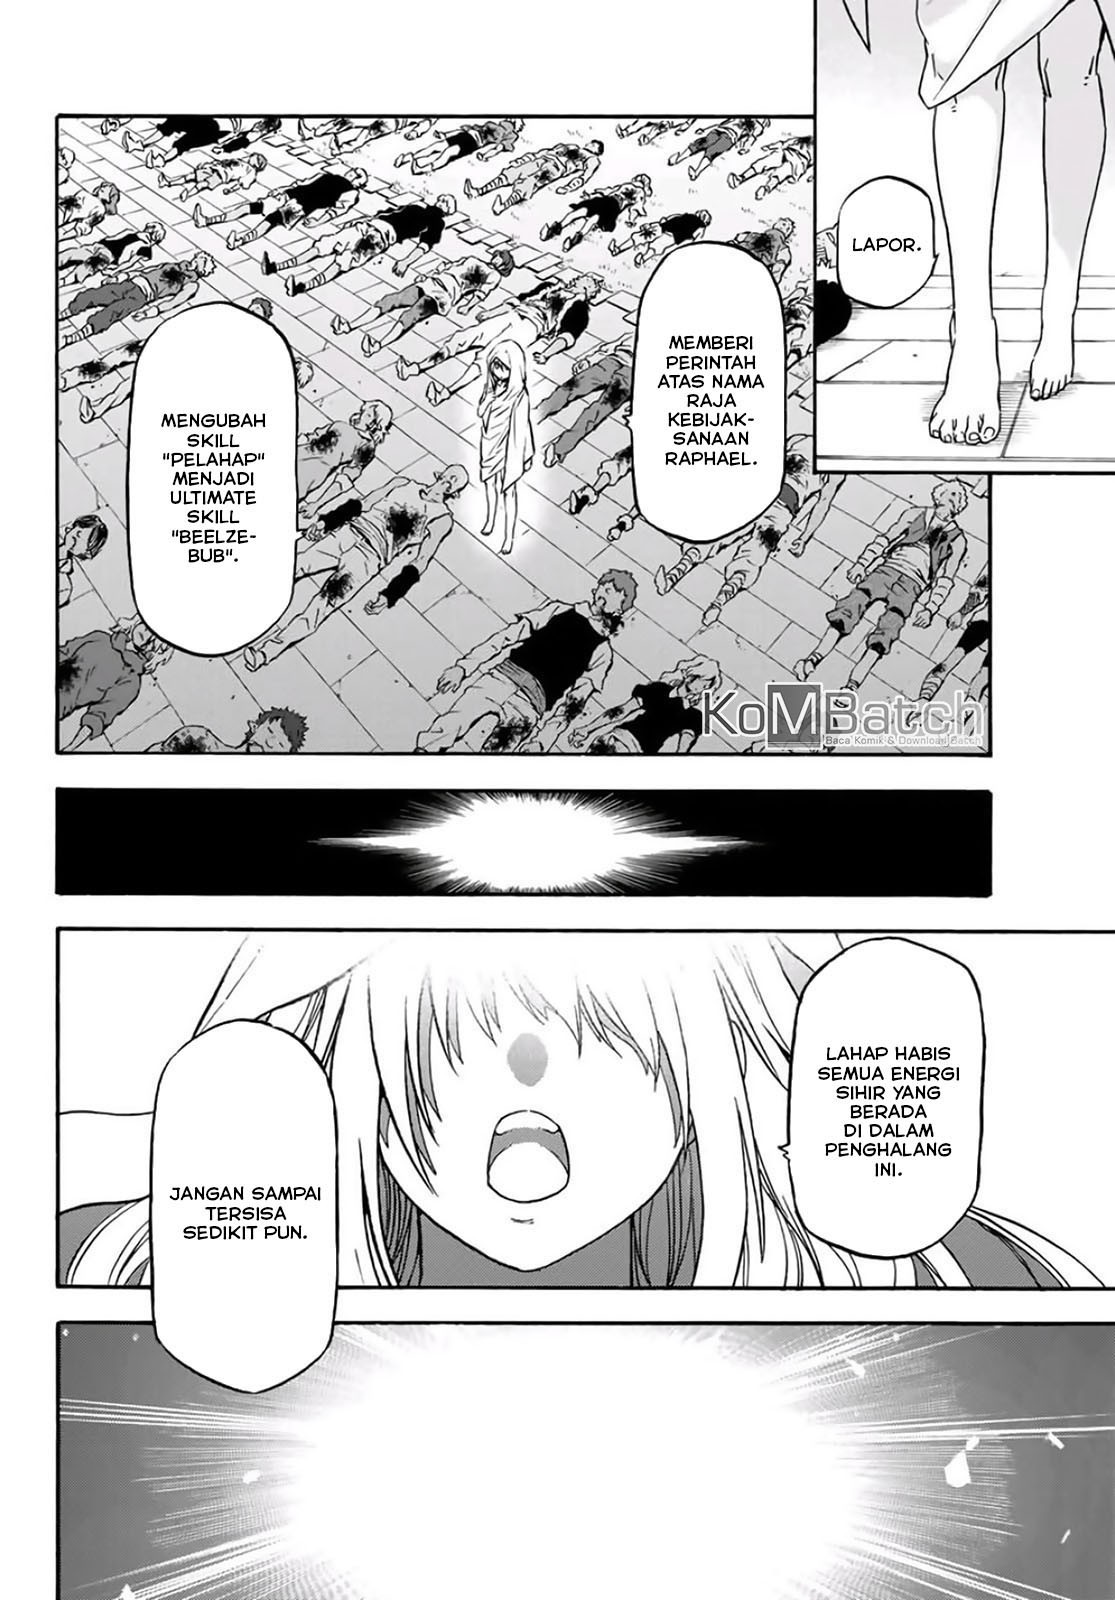 LAPOR.
MEMBERI
PERINTAH
ATAS NAMA
RAJA
KEBIJAK-
SANAAN
RAPHAEL.
MENGUBAH
SKILL
"PELAHAP"
MENJADI
ULTIMATE
SKILL
"BEELZE-
BUB".
KoMBatch
Baca Komik & Download Batch
LAHAP HABIS
SEMUA ENERGI
SIHIR YANG
BERADA
DI DALAM
PENGHALANG
INI.
JANGAN SAMPAI
TERSISA
SEDIKIT PUN.